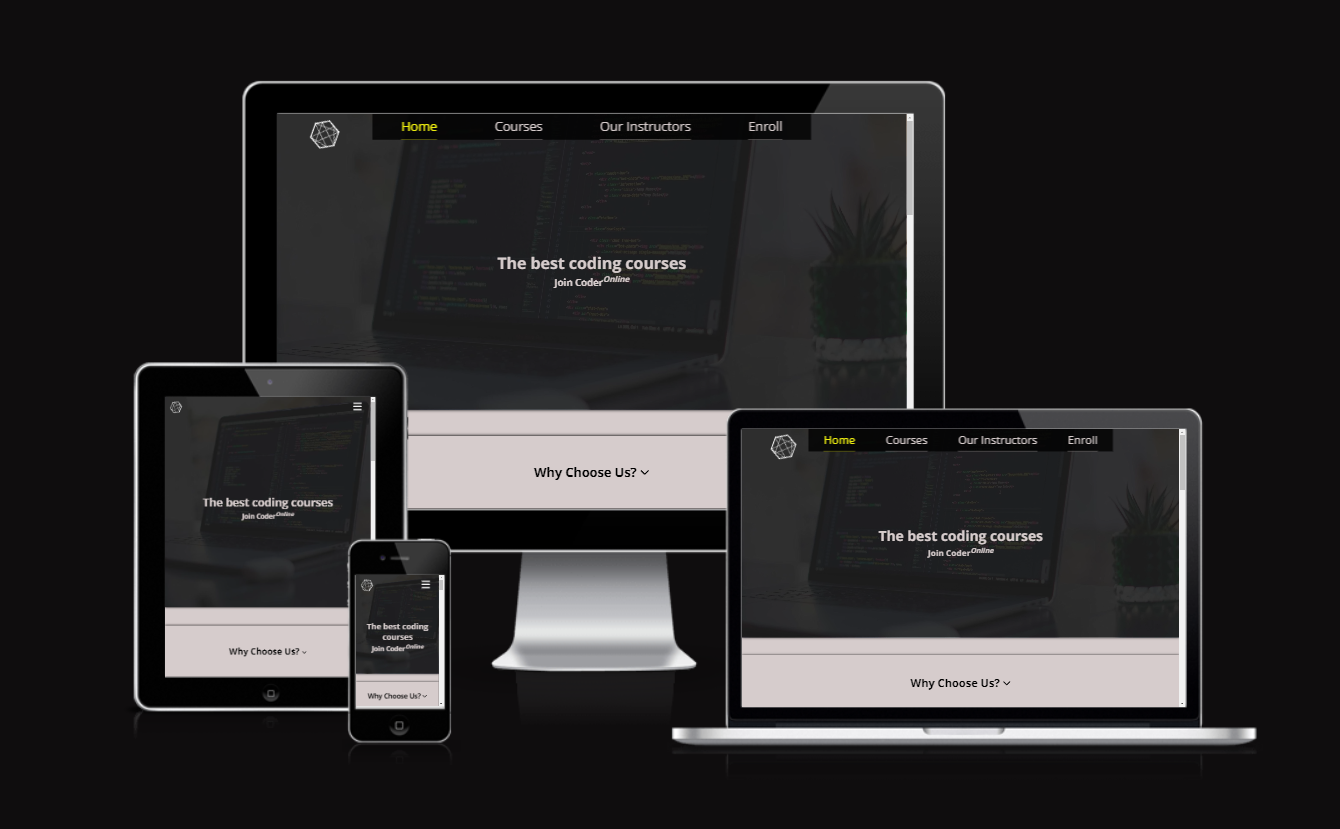 Home Courses Our Instructors Enroll
The best coding courses
Join Coder Online
Why Choose Us?
The best coding courses
Join Coder Online
Why Choose Us?
The best coding
courses
Join Coder Online
Why Choose Us?
Home Courses Our Instructors Enroll
The best coding courses
Join Coder Online
Why Choose Us?